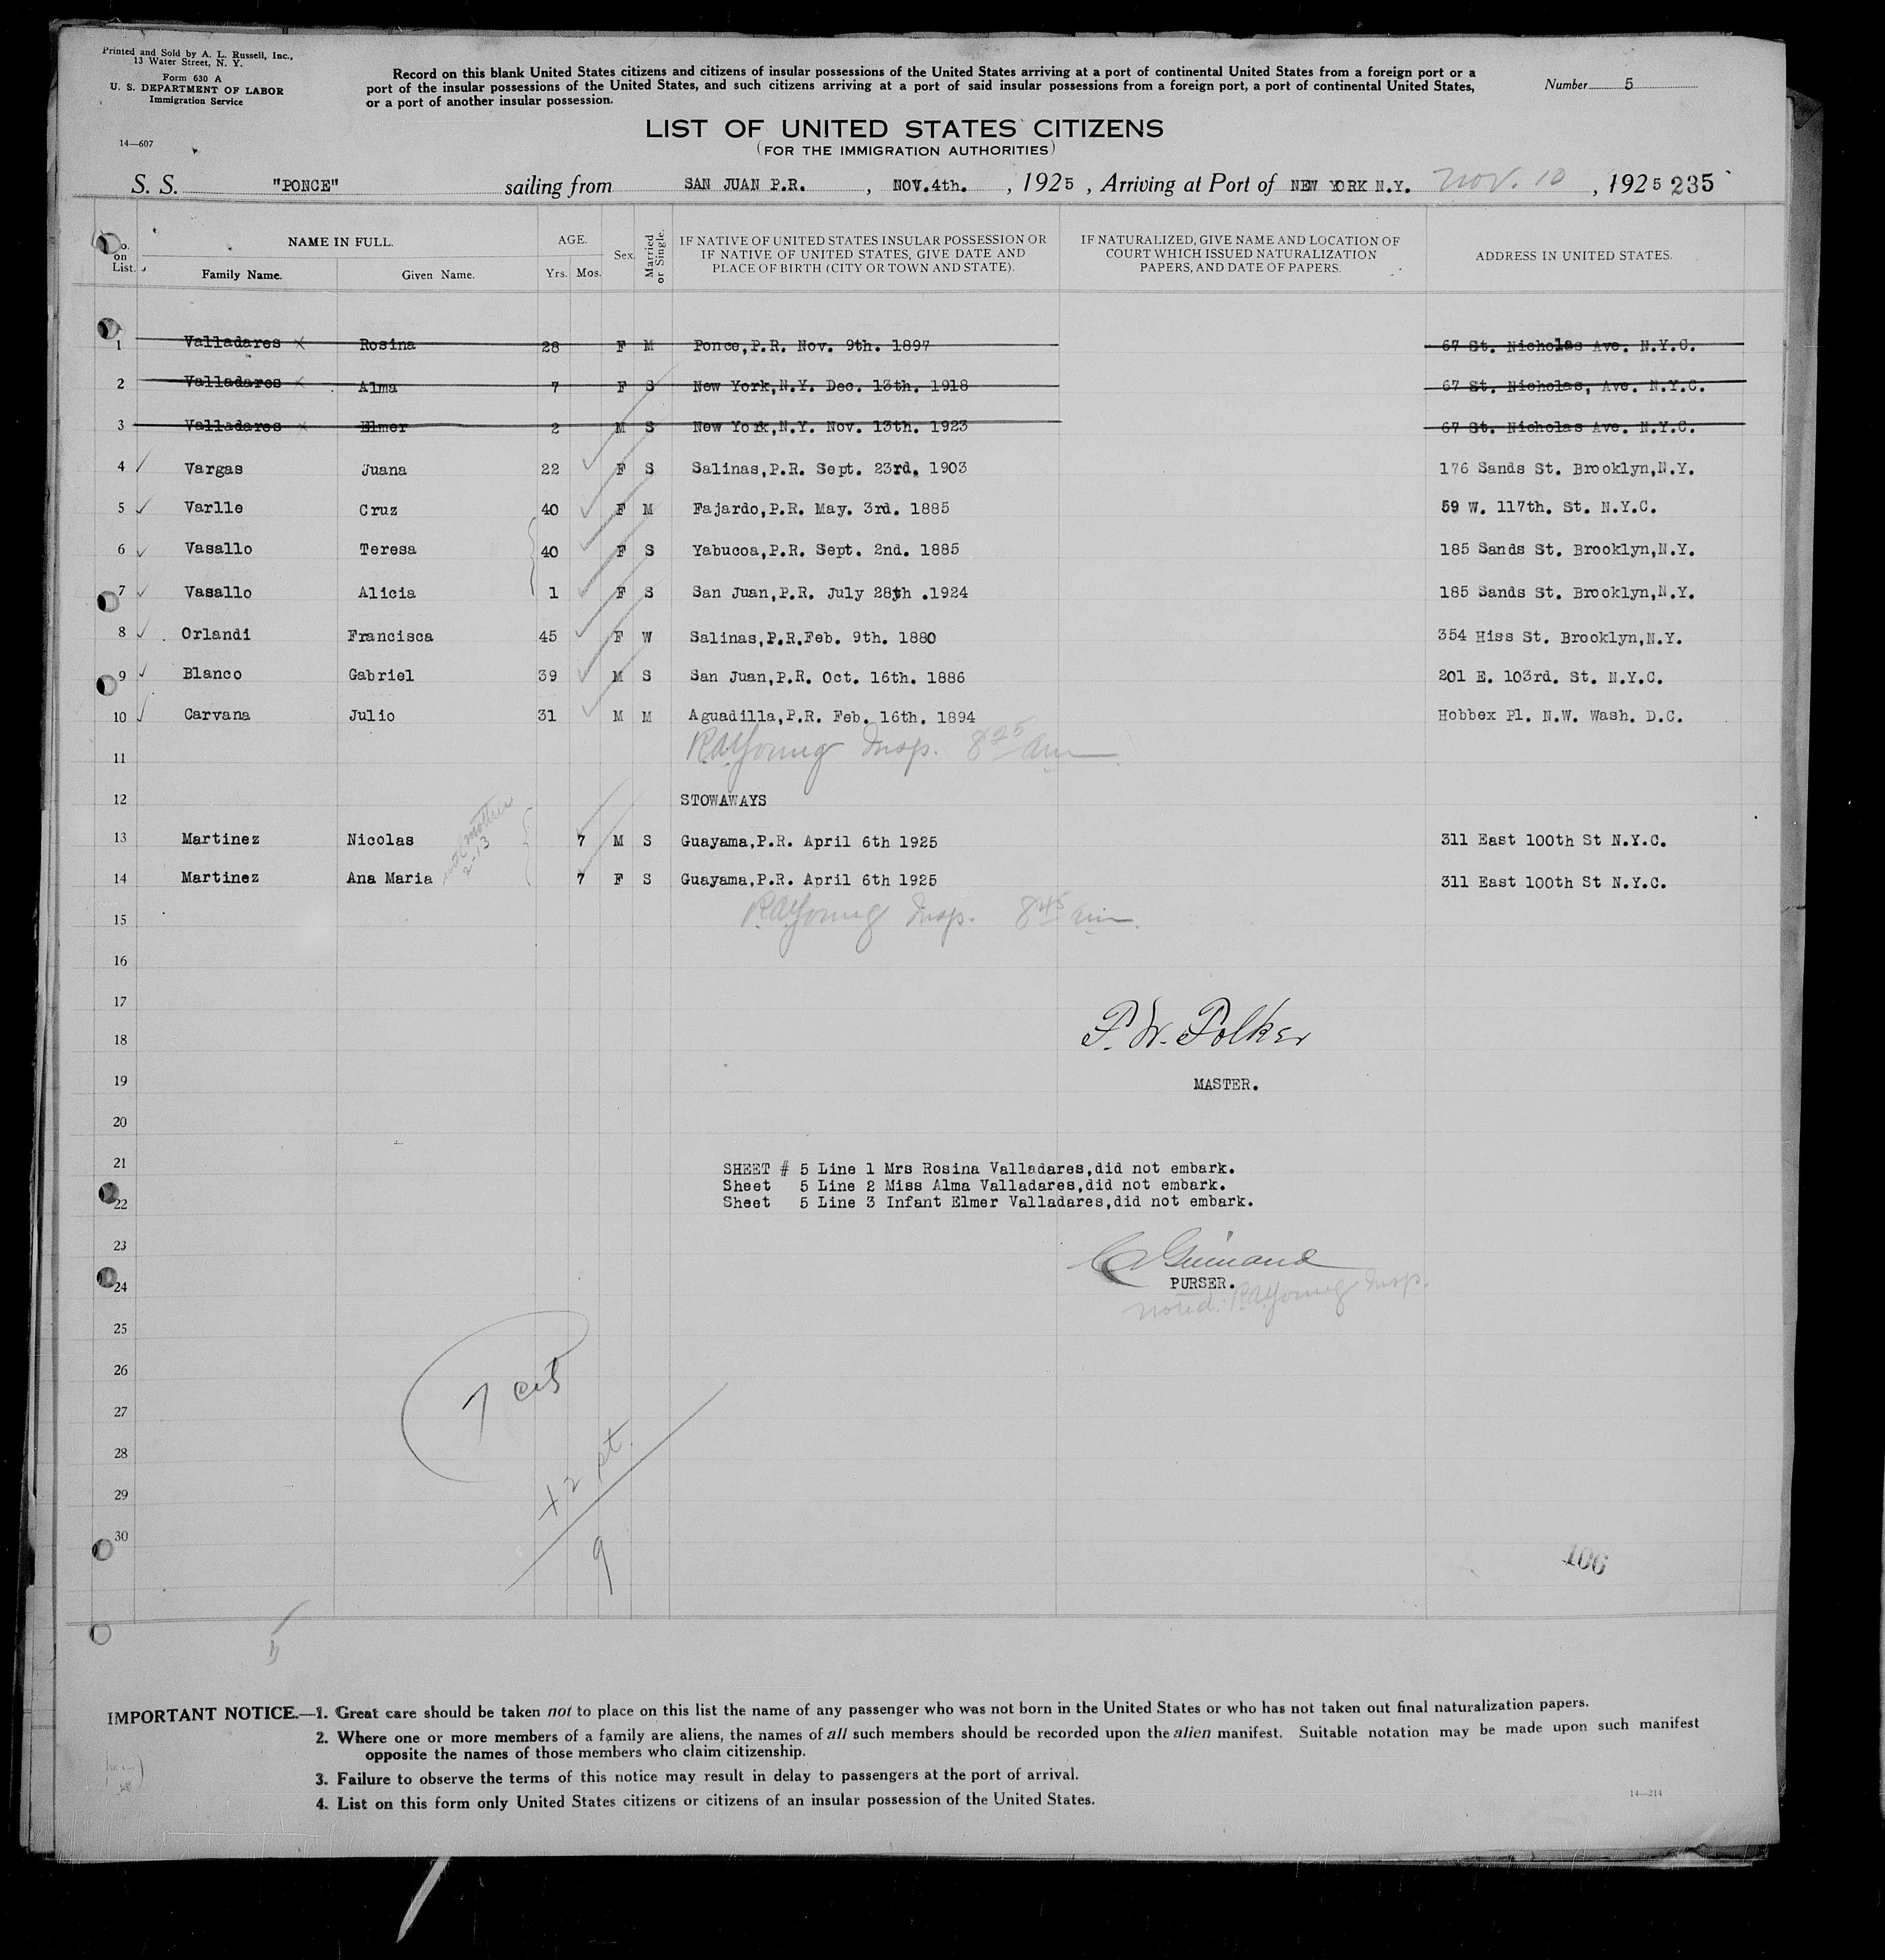 Printed and Sold by A. L. Russell, Inc.,
13 Water Street, N. Y.
Form 630 A
U. S. DEPARTMENT OF LABOR
Immigration Service
14—607
Record on this blank United States citizens and citizens of insular possessions of the United States arriving at a port of continental United States from a foreign port or a
port of the insular possessions of the United States, and such citizens arriving at a port of said insular possessions from a foreign port, a port of continental United States,
or a port of another insular possession.
Number 5
LIST OF UNITED STATES CITIZENS
(FOR THE IMMIGRATION AUTHORITIES)
S. S. "PONCE" sailing from SAN JUAN P.R. , NOV.4th. , 1925 , Arriving at Port of NEW YORK N.Y. Nov. 10 , 1925 235
No. on List. NAME IN FULL. Family Name. Given Name. AGE. Yrs. Mos. Sex. Married or Single. IF NATIVE OF UNITED STATES INSULAR POSSESSION OR IF NATIVE OF UNITED STATES, GIVE DATE AND PLACE OF BIRTH (CITY OR TOWN AND STATE). IF NATURALIZED, GIVE NAME AND LOCATION OF COURT WHICH ISSUED NATURALIZATION PAPERS, AND DATE OF PAPERS. ADDRESS IN UNITED STATES.
1 Valladares x Rosina 28 F M Ponce,P.R. Nov. 9th. 1897 67 St. Nicholas Ave. N.Y.C.
2 Valladares x Alma 7 F S New York,N.Y. Dec. 13th. 1918 67 St. Nicholas, Ave. N.Y.C.
3 Valladares x Elmer 2 M S New York,N.Y. Nov. 13th. 1923 67 St. Nicholas Ave. N.Y.C.
4 Vargas Juana 22 F S Salinas,P.R. Sept. 23rd. 1903 176 Sands St. Brooklyn,N.Y.
5 Varlle Cruz 40 F M Fajardo,P.R. May. 3rd. 1885 59 W. 117th. St. N.Y.C.
6 Vasallo Teresa 40 F S Yabucoa,P.R. Sept. 2nd. 1885 185 Sands St. Brooklyn,N.Y.
7 Vasallo Alicia 1 F S San Juan,P.R. July 28th .1924 185 Sands St. Brooklyn,N.Y.
8 Orlandi Francisca 45 F W Salinas,P.R.Feb. 9th. 1880 354 Hiss St. Brooklyn,N.Y.
9 Blanco Gabriel 39 M S San Juan,P.R. Oct. 16th. 1886 201 E. 103rd. St. N.Y.C.
10 Carvana Julio 31 M M Aguadilla,P.R. Feb. 16th. 1894 Hobbex Pl. N.W. Wash. D.C.
11 R.A.Young Insp. 8 25 am
12 STOWAWAYS
13 Martinez Nicolas 7 M S Guayama,P.R. April 6th 1925 311 East 100th St N.Y.C.
mother
2-13
14 Martinez Ana Maria 7 F S Guayama,P.R. April 6th 1925 311 East 100th St N.Y.C.
15 R.A.Young Insp. 8 45 am.
16
17
18 P. W. Polker
19 MASTER.
20
21 SHEET # 5 Line 1 Mrs Rosina Valladares,did not embark.
Sheet 5 Line 2 Miss Alma Valladares,did not embark.
22 Sheet 5 Line 3 Infant Elmer Valladares,did not embark.
23
24 PURSER.
noted: R.A.Young Insp.
25
26
7 cit
27
28
+ 2 pt.
29
30
9
106
IMPORTANT NOTICE.—1. Great care should be taken not to place on this list the name of any passenger who was not born in the United States or who has not taken out final naturalization papers.
2. Where one or more members of a family are aliens, the names of all such members should be recorded upon the alien manifest. Suitable notation may be made upon such manifest
opposite the names of those members who claim citizenship.
3. Failure to observe the terms of this notice may result in delay to passengers at the port of arrival.
4. List on this form only United States citizens or citizens of an insular possession of the United States.
14—214